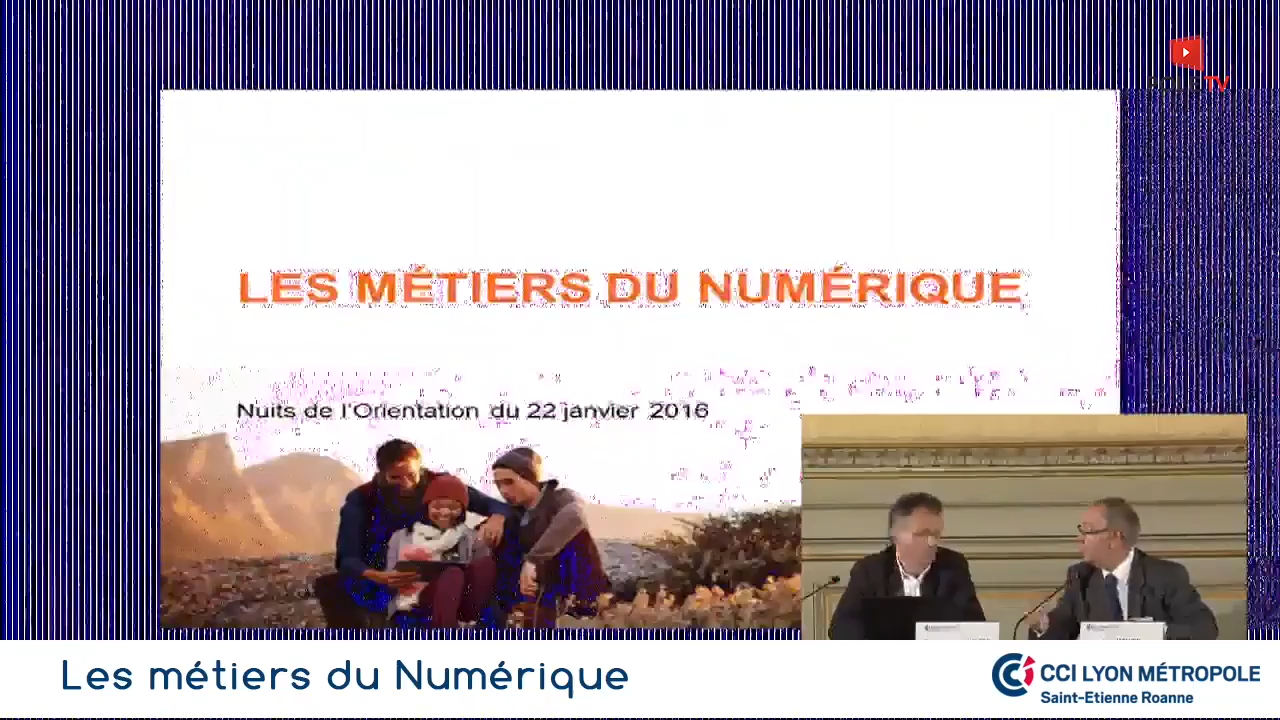 TV
LES MÉTIERS DU NUMÉRIQUE
Nuits de l'Orientation du 22 janvier 2016
Les métiers du Numérique
CCI LYON MÉTROPOLE
Saint-Etienne Roanne